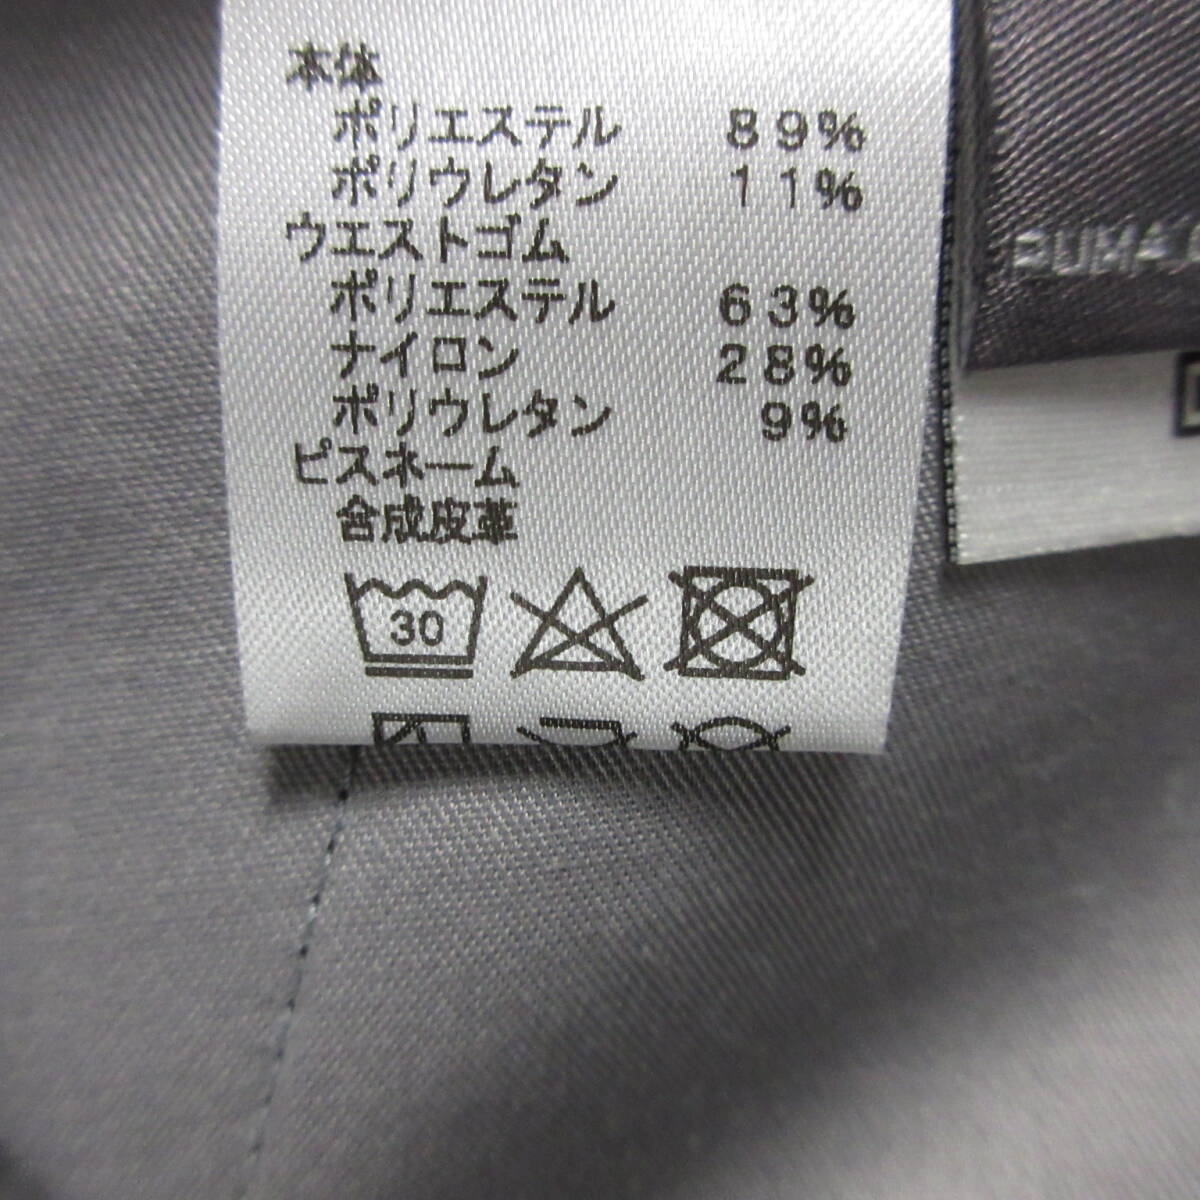 本体
ポリエステル 89%
ポリウレタン 11%
ウエストゴム
ポリエステル 63%
ナイロン 28%
ポリウレタン 9%
ピスネーム
合成皮革
30
PUMA